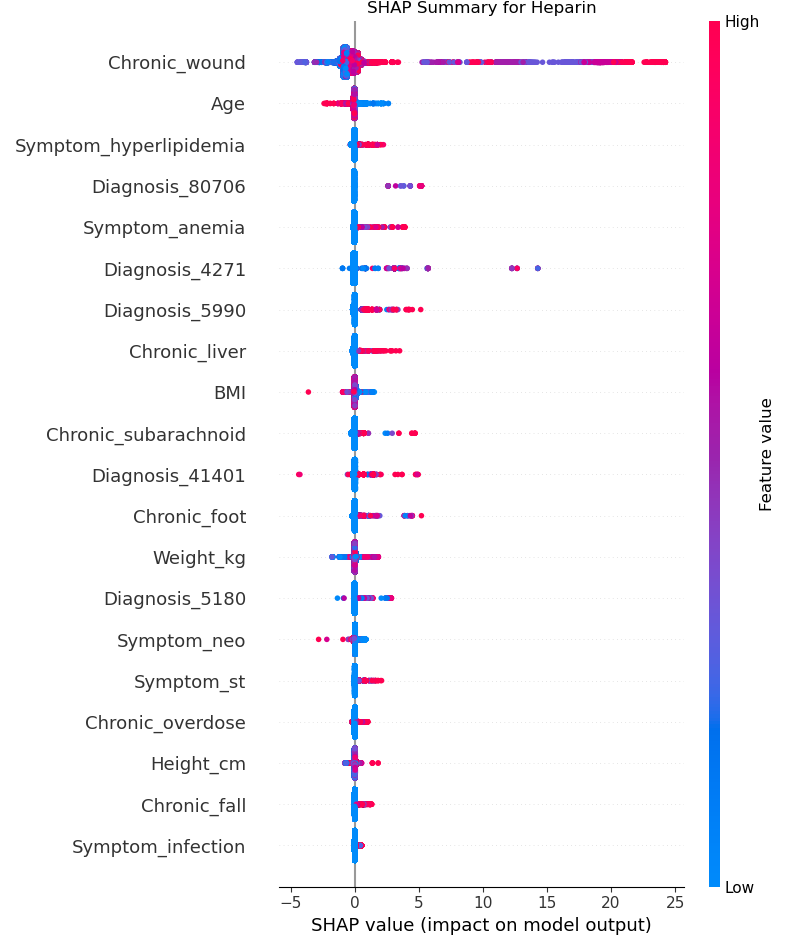 SHAP Summary for Heparin
High
Chronic_wound
Age
Symptom_hyperlipidemia
Diagnosis_80706
Symptom_anemia
Diagnosis_4271
Diagnosis_5990
Chronic_liver
BMI
Chronic_subarachnoid
Diagnosis_41401
Chronic_foot
Weight_kg
Diagnosis_5180
Symptom_neo
Symptom_st
Chronic_overdose
Height_cm
Chronic_fall
Symptom_infection
Feature value
Low
−5 0 5 10 15 20 25
SHAP value (impact on model output)